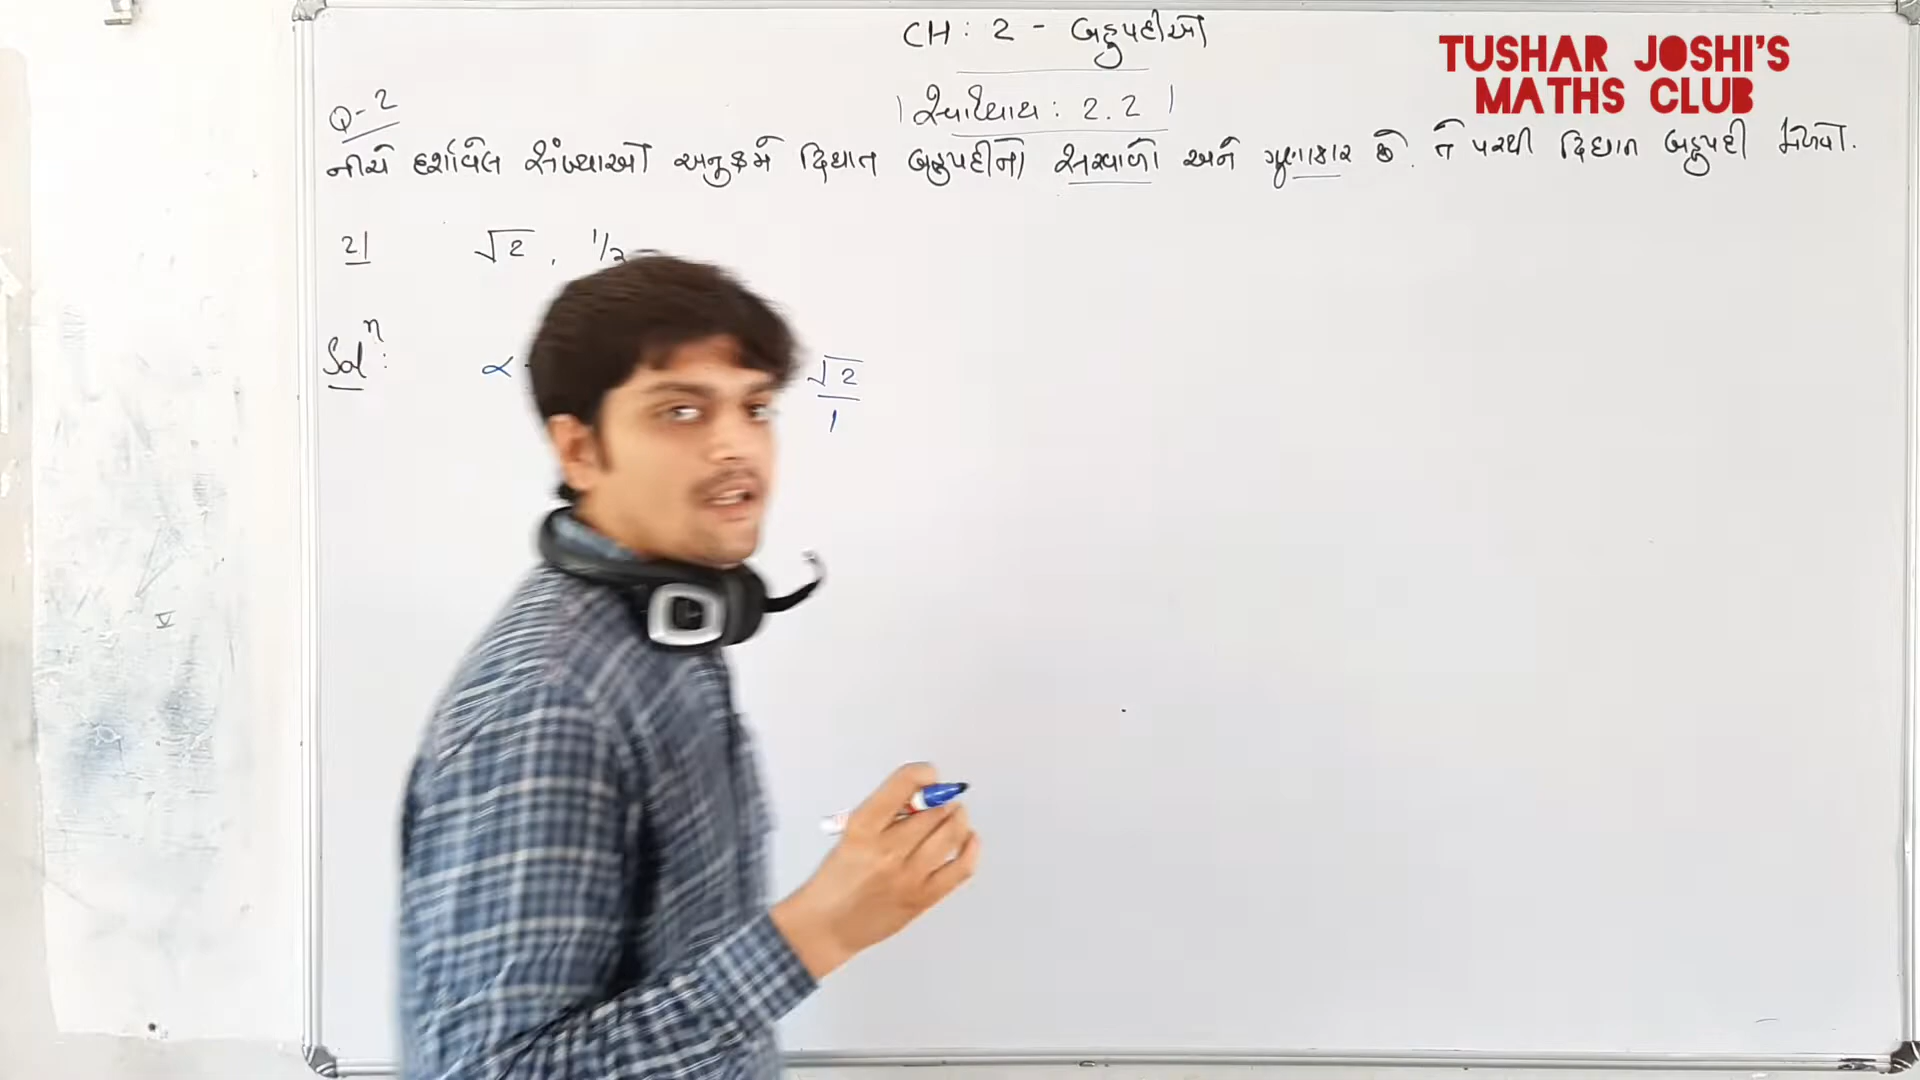 CH: 2 - બહુપદીઓ
TUSHAR JOSHI'S
MATHS CLUB
સ્વાધ્યાય: 2.2
Q-2
નીચે દર્શાવેલ સંખ્યાઓ અનુક્રમે દ્વિઘાત બહુપદીનો સરવાળો અને ગુણાકાર છે. તે પરથી દ્વિઘાત બહુપદી મેળવો.
2| √2, 1/3
Solⁿ: α √2/1